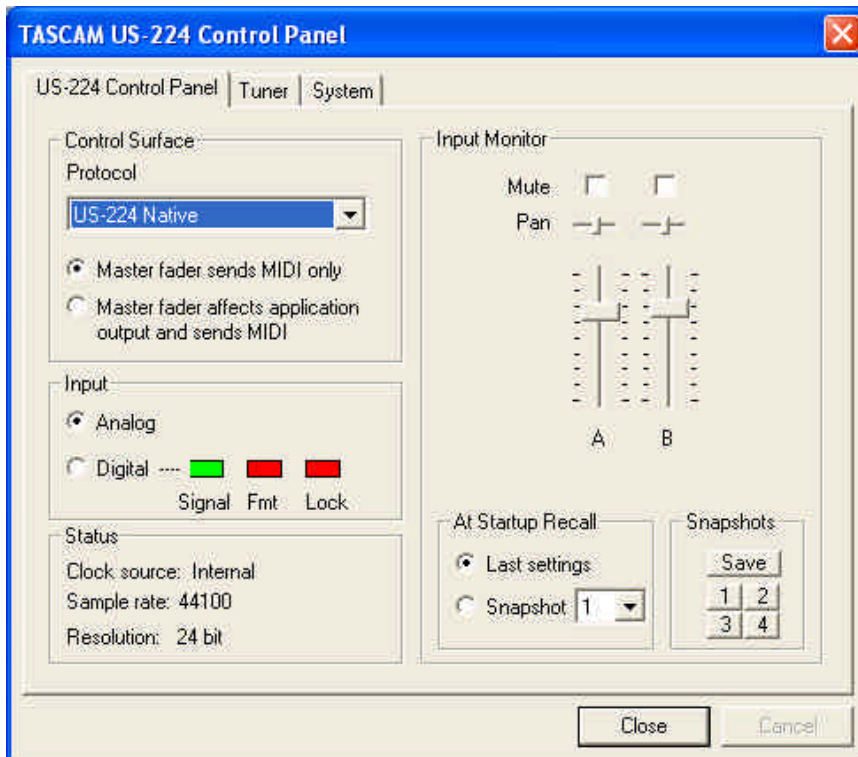 TASCAM US-224 Control Panel
US-224 Control Panel Tuner System
Control Surface
Protocol
US-224 Native
Master fader sends MIDI only
Master fader affects application
output and sends MIDI
Input
Analog
Digital ----
Signal Fmt Lock
Status
Clock source: Internal
Sample rate: 44100
Resolution: 24 bit
Input Monitor
Mute
Pan
A B
At Startup Recall
Last settings
Snapshot 1
Snapshots
Save
1 2
3 4
Close Cancel